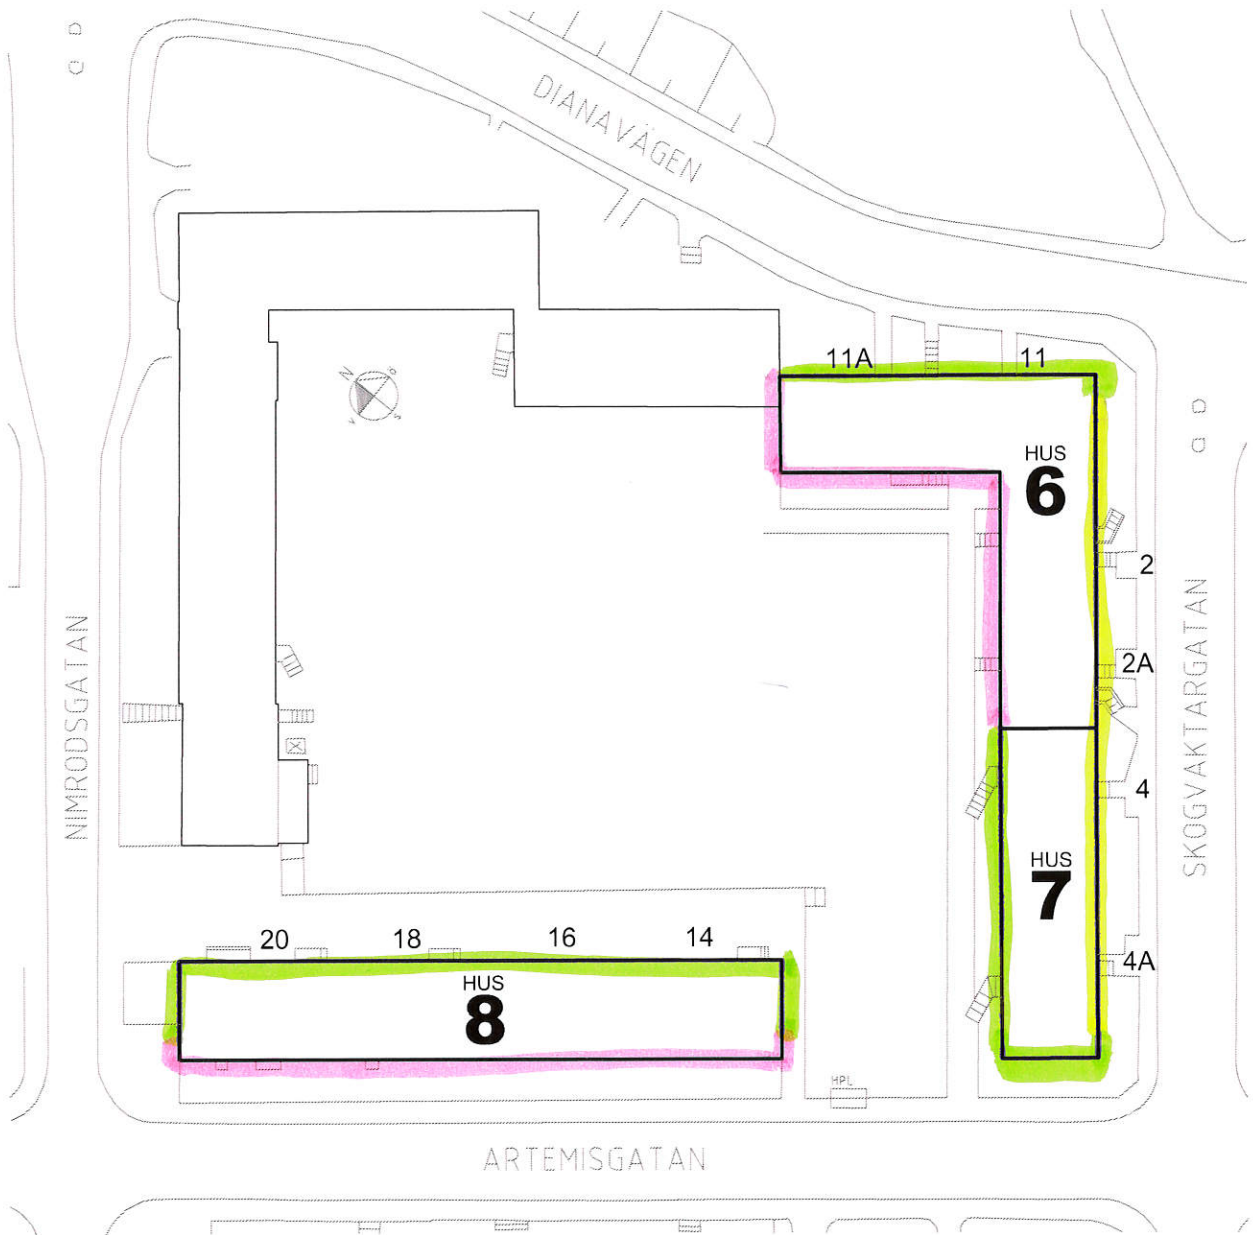 DIANAVÄGEN
11A
11
N
Ö
V
S
HUS
6
2
2A
NIMRODSGATAN
SKOGVAKTARGATAN
4
HUS
7
20
18
16
14
4A
HUS
8
HPL
ARTEMISGATAN